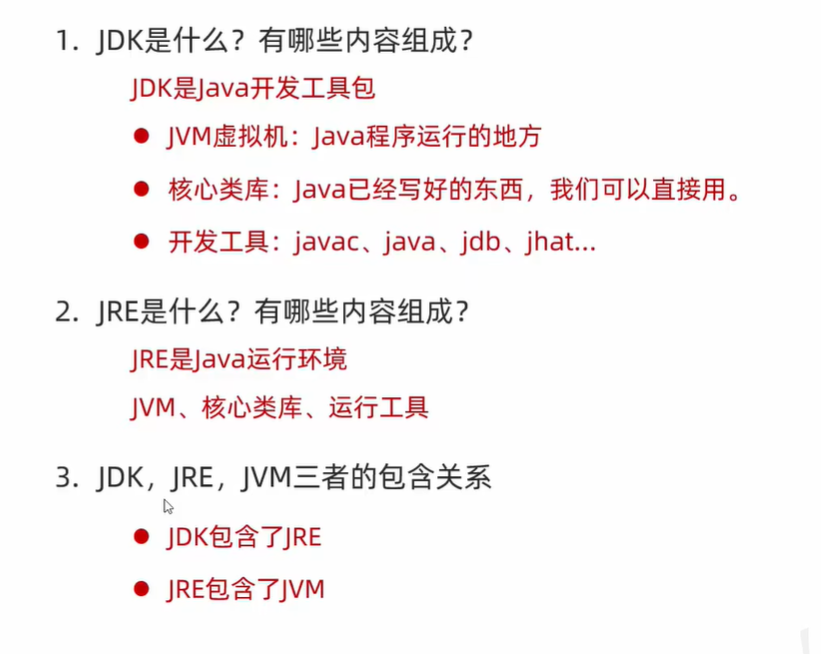 1. JDK是什么？有哪些内容组成？
JDK是Java开发工具包
● JVM虚拟机：Java程序运行的地方
● 核心类库：Java已经写好的东西，我们可以直接用。
● 开发工具：javac、java、jdb、jhat...
2. JRE是什么？有哪些内容组成？
JRE是Java运行环境
JVM、核心类库、运行工具
3. JDK，JRE，JVM三者的包含关系
● JDK包含了JRE
● JRE包含了JVM